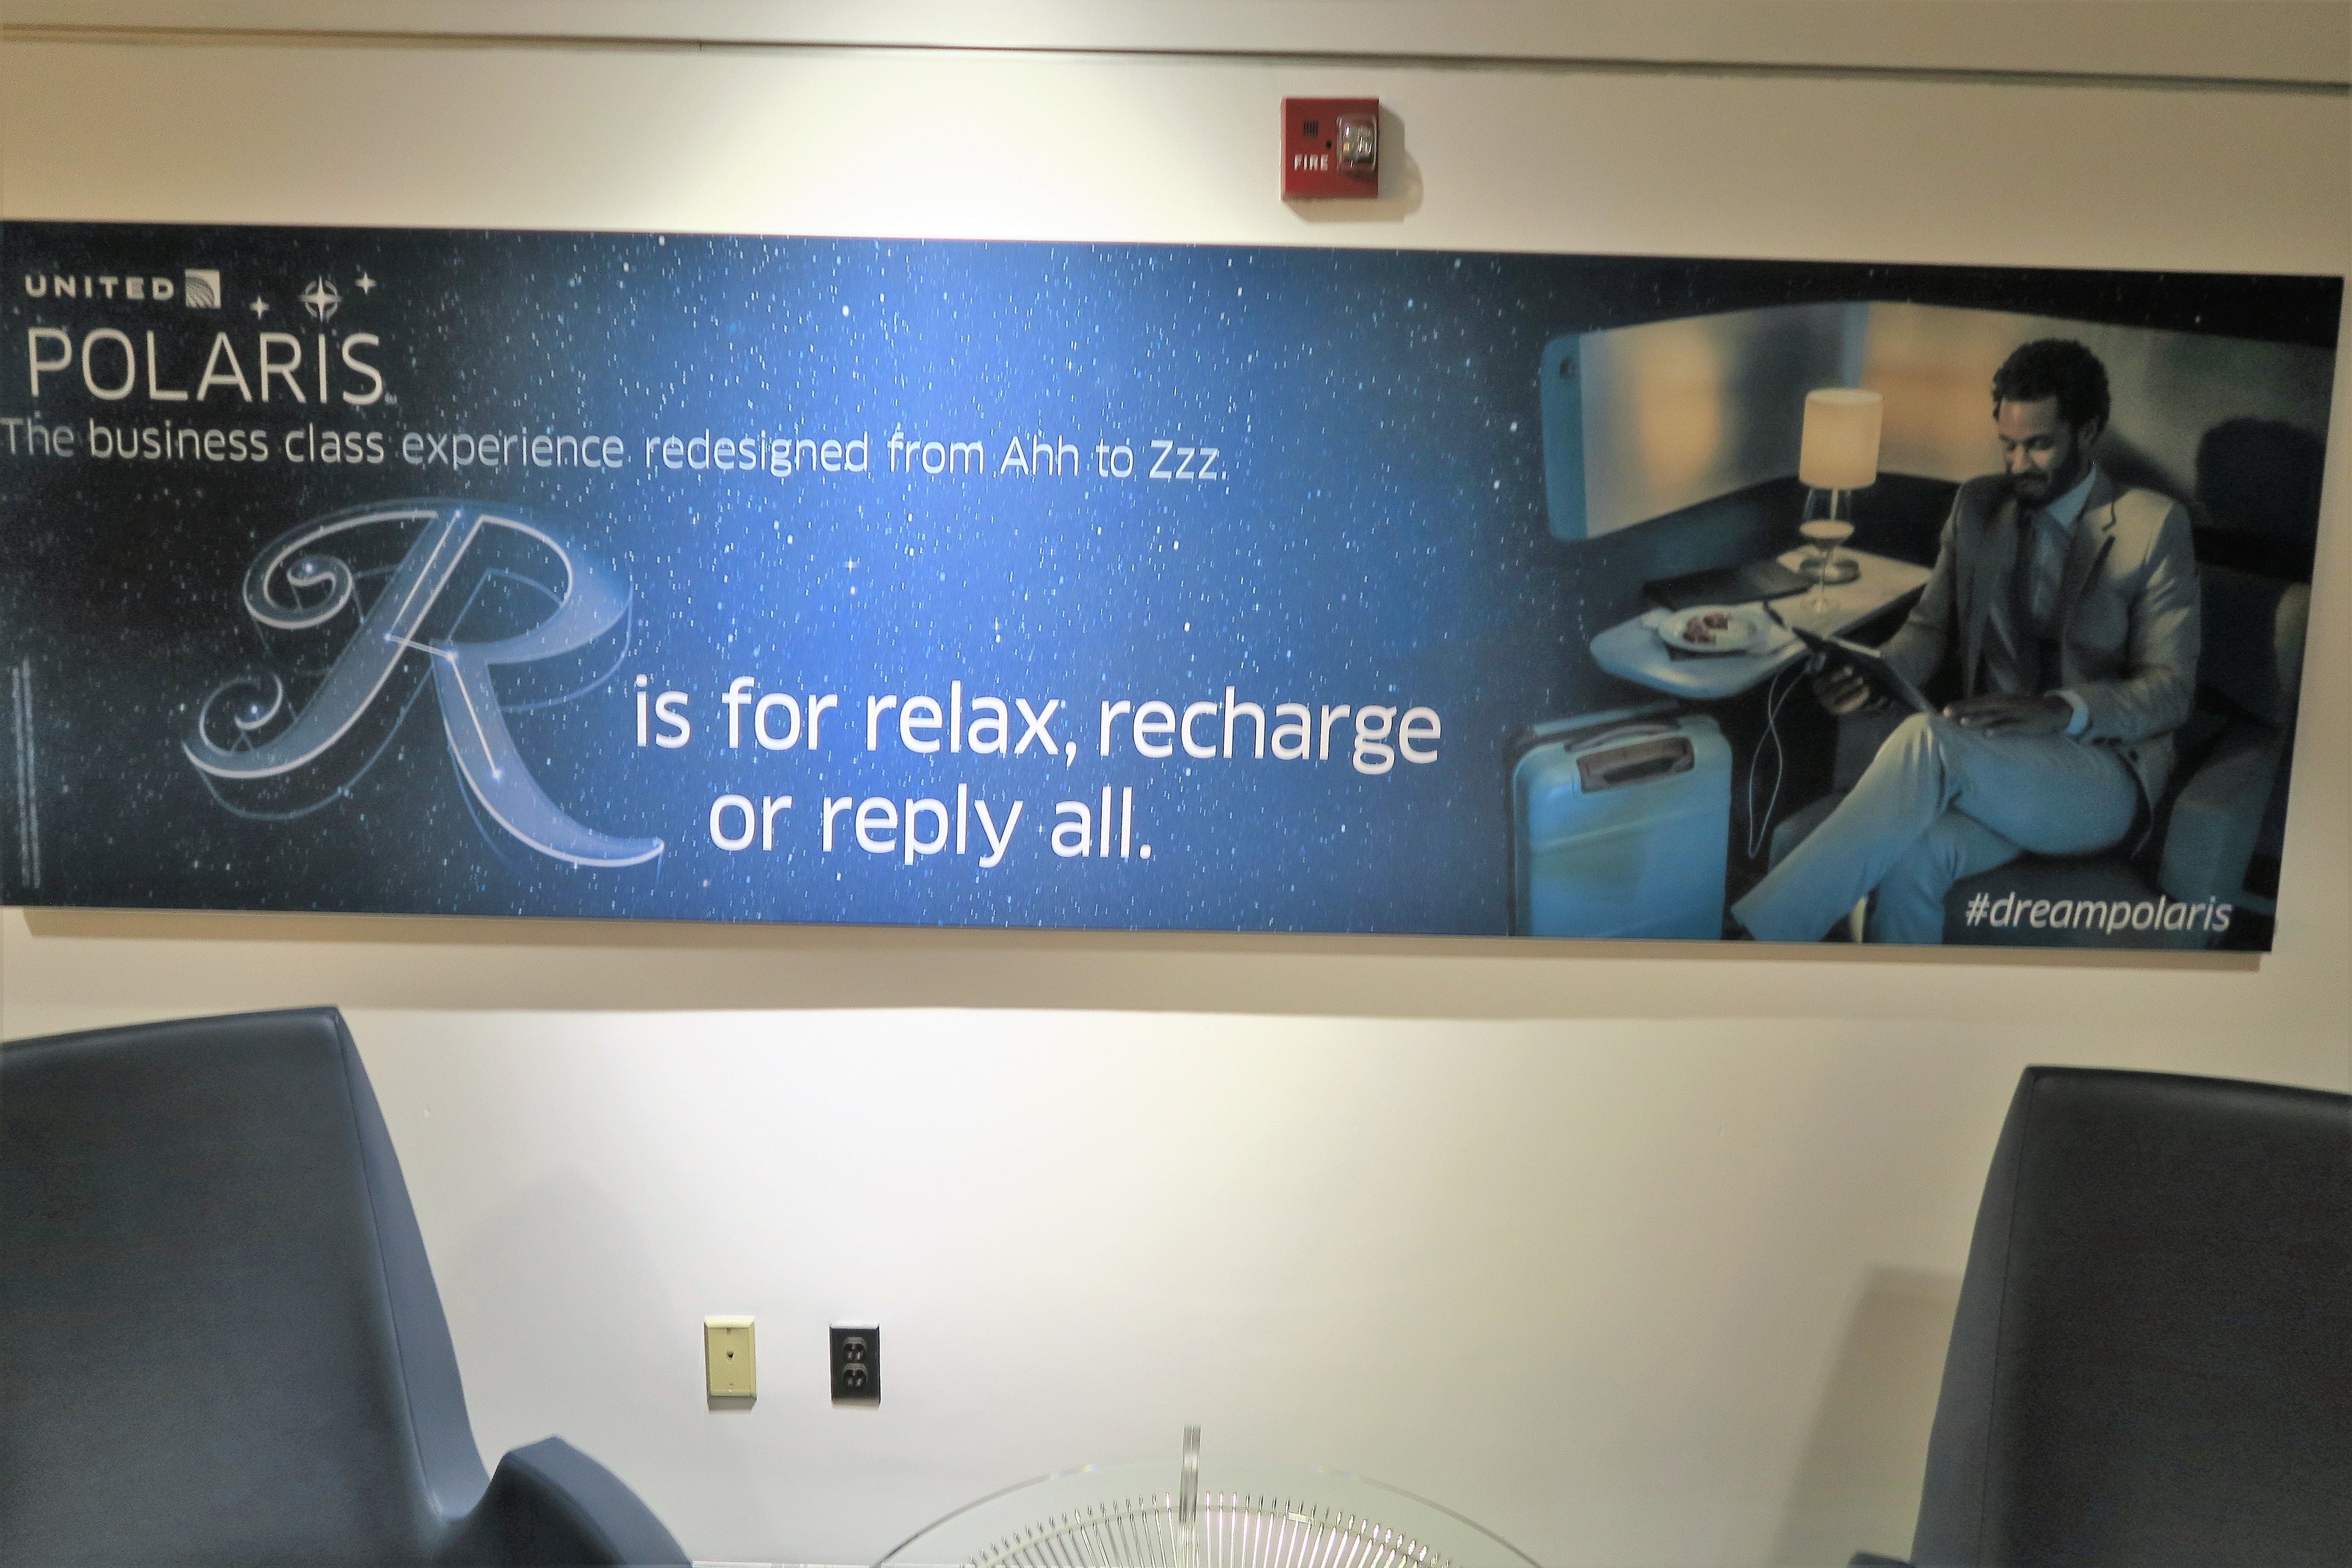 FIRE
UNITED
POLARIS
The business class experience redesigned from Ahh to Zzz.
R is for relax, recharge
or reply all.
#dreampolaris